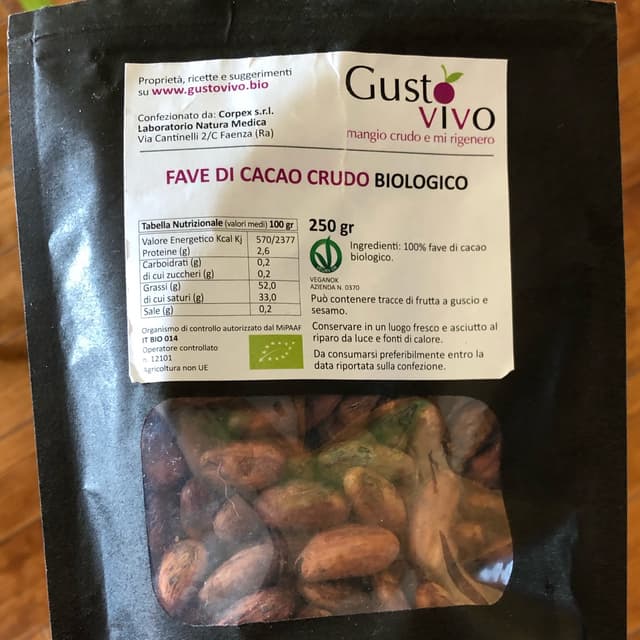 Proprietà, ricette e suggerimenti
su www.gustovivo.bio
Confezionato da: Corpex s.r.l.
Laboratorio Natura Medica
Via Cantinelli 2/C Faenza (Ra)
Gusto
vivo
mangio crudo e mi rigenero
FAVE DI CACAO CRUDO BIOLOGICO
Tabella Nutrizionale (valori medi) 100 gr
Valore Energetico Kcal Kj 570/2377
Proteine (g) 2,6
Carboidrati (g) 0,2
di cui zuccheri (g) 0,2
Grassi (g) 52,0
di cui saturi (g) 33,0
Sale (g) 0,2
Organismo di controllo autorizzato dal MiPAAF
IT BIO 014
Operatore controllato
n. 12101
Agricoltura non UE
250 gr
Ingredienti: 100% fave di cacao
biologico.
VEGANOK
AZIENDA N. 0370
Può contenere tracce di frutta a guscio e
sesamo.
Conservare in un luogo fresco e asciutto al
riparo da luce e fonti di calore.
Da consumarsi preferibilmente entro la
data riportata sulla confezione.